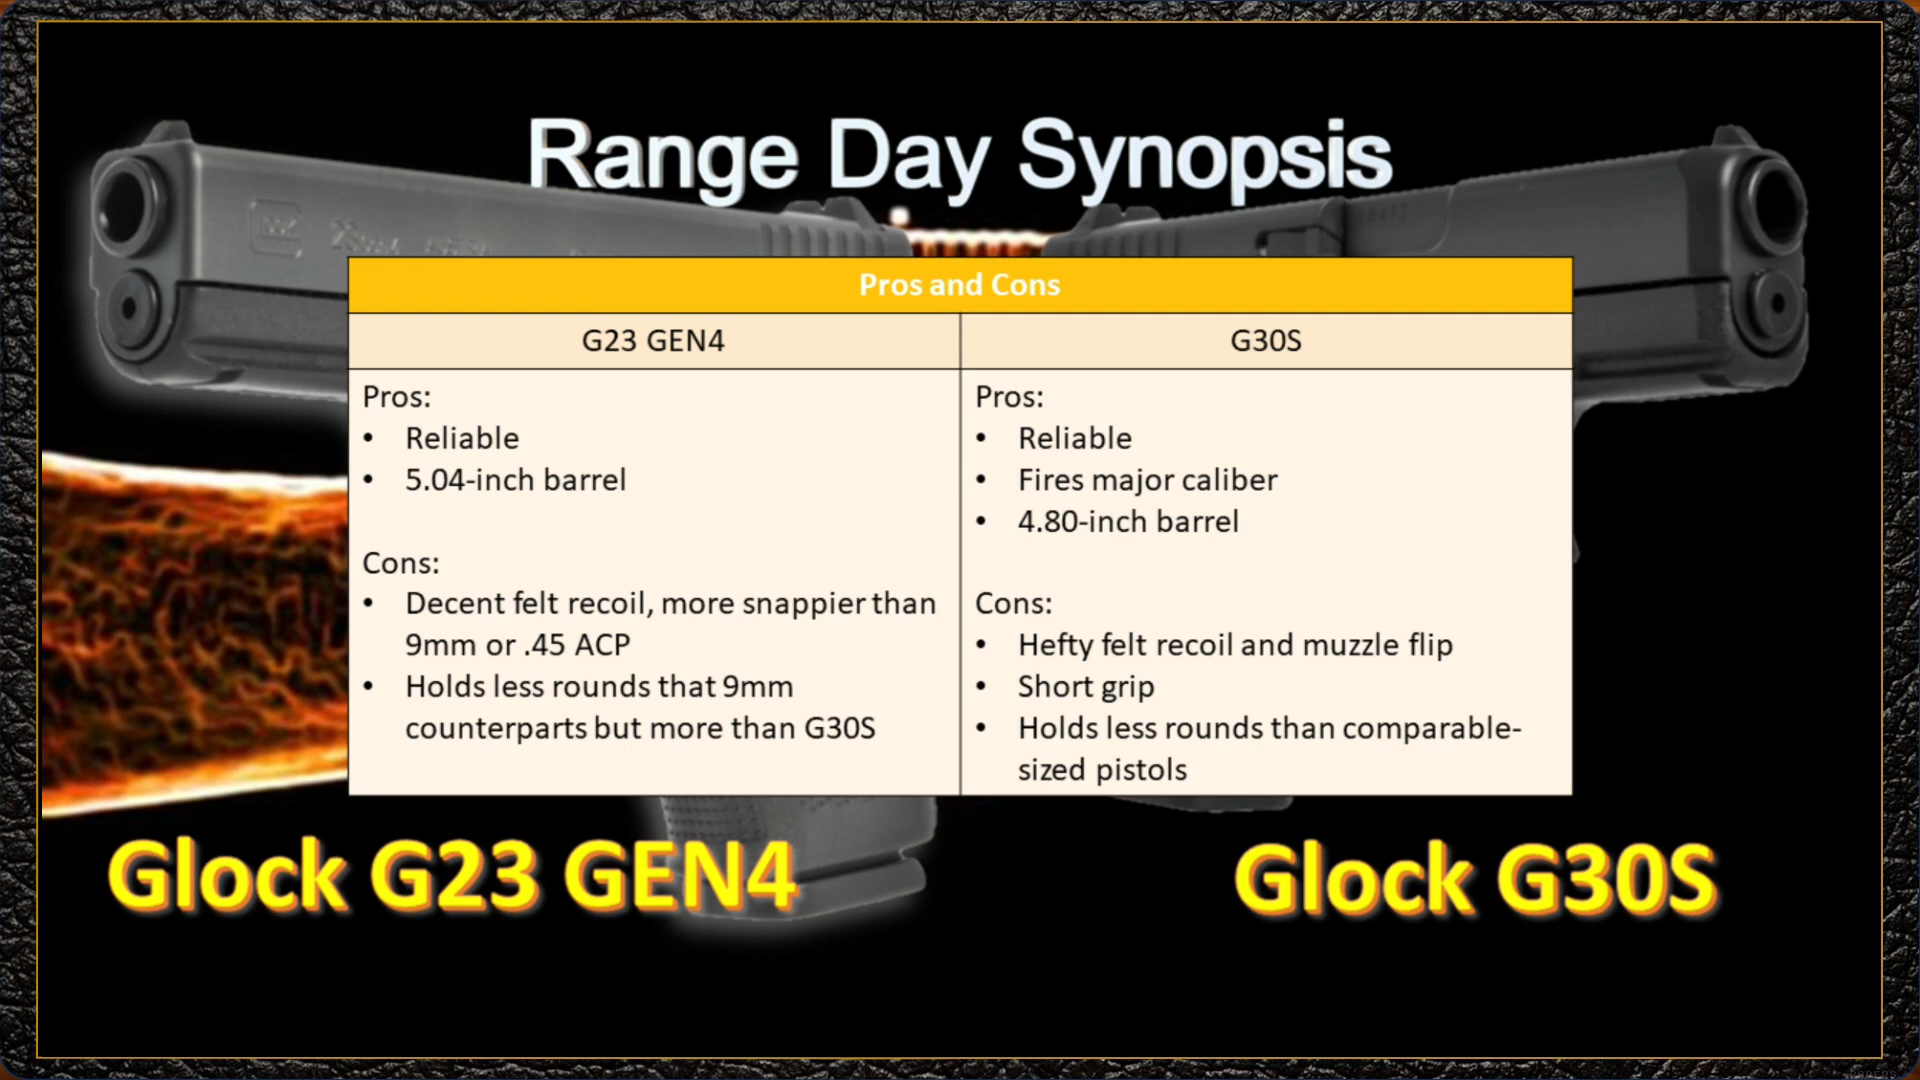 Range Day Synopsis
Pros and Cons
G23 GEN4
G30S
Pros:
• Reliable
• 5.04-inch barrel
Cons:
• Decent felt recoil, more snappier than
9mm or .45 ACP
• Holds less rounds that 9mm
counterparts but more than G30S
Pros:
• Reliable
• Fires major caliber
• 4.80-inch barrel
Cons:
• Hefty felt recoil and muzzle flip
• Short grip
• Holds less rounds than comparable-
sized pistols
Glock G23 GEN4
Glock G30S